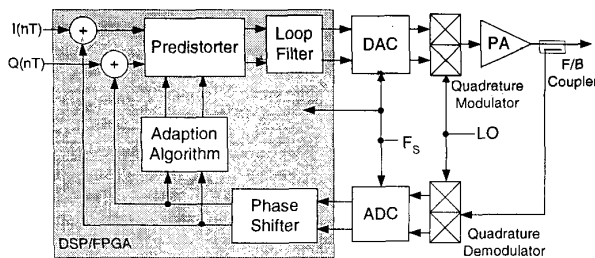 I(nT)
+
Q(nT)
+
Predistorter
Loop
Filter
DAC
PA
F/B
Coupler
Quadrature
Modulator
Adaption
Algorithm
FS
LO
Phase
Shifter
ADC
Quadrature
Demodulator
DSP/FPGA